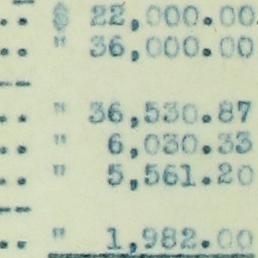 .. $ 22,000.00
.. " 36,000.00
.. " 36,530.87
.. " 6,030.33
.. " 5,561.20
.. " 1,982.00